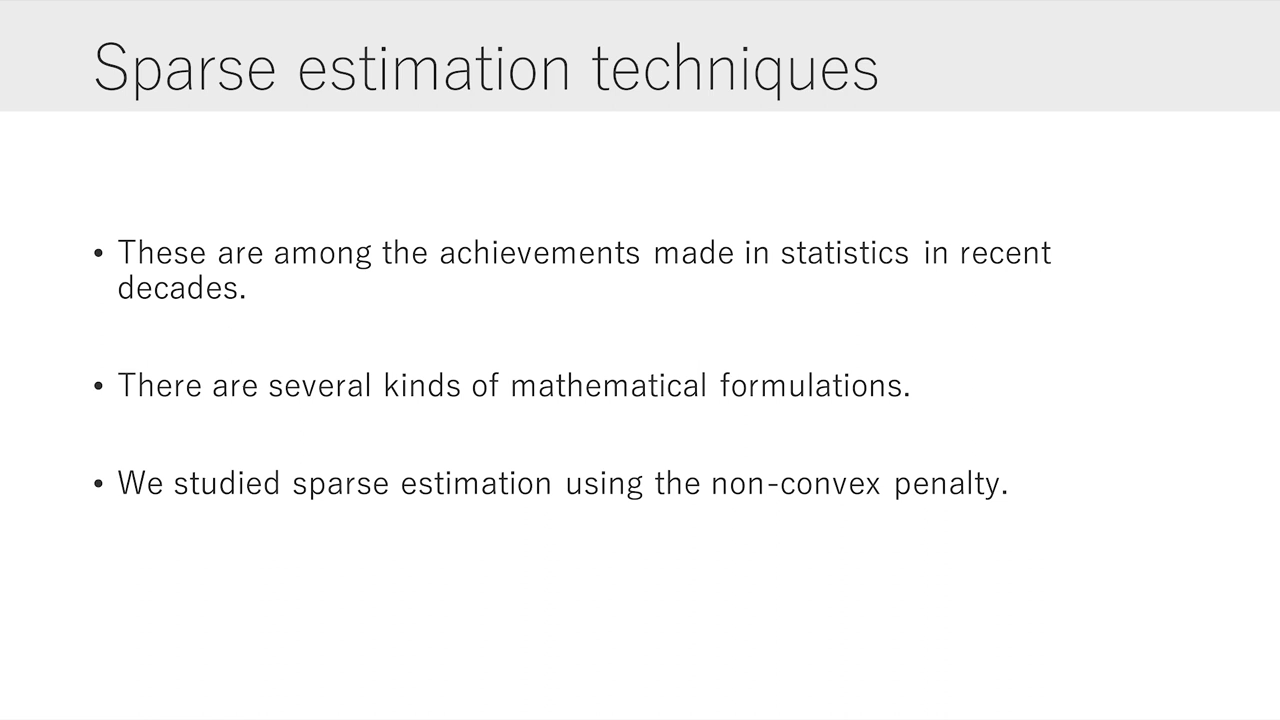 Sparse estimation techniques
• These are among the achievements made in statistics in recent
decades.
• There are several kinds of mathematical formulations.
• We studied sparse estimation using the non-convex penalty.